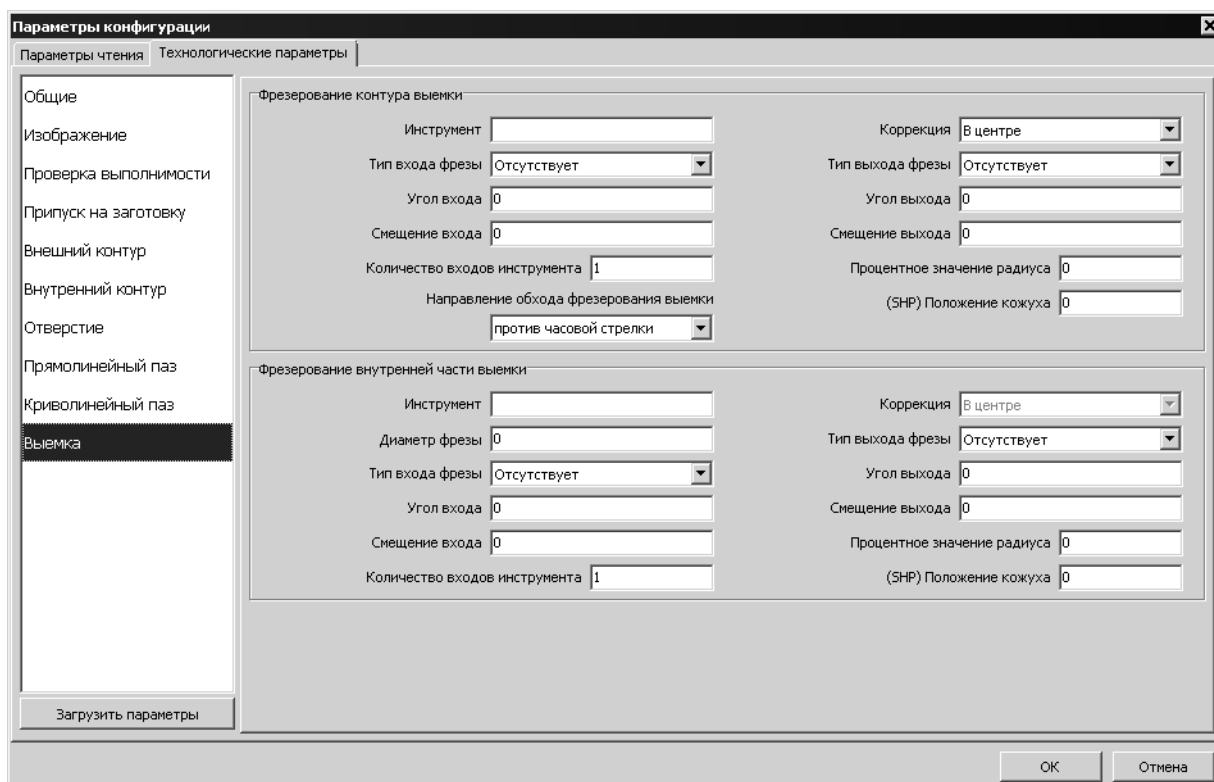 Параметры конфигурации
Параметры чтения
Технологические параметры
Общие
Изображение
Проверка выполнимости
Припуск на заготовку
Внешний контур
Внутренний контур
Отверстие
Прямолинейный паз
Криволинейный паз
Выемка
Загрузить параметры
Фрезерование контура выемки
Инструмент
Коррекция В центре
Тип входа фрезы Отсутствует
Тип выхода фрезы Отсутствует
Угол входа 0
Угол выхода 0
Смещение входа 0
Смещение выхода 0
Количество входов инструмента 1
Процентное значение радиуса 0
Направление обхода фрезерования выемки
(SHP) Положение кожуха 0
против часовой стрелки
Фрезерование внутренней части выемки
Инструмент
Коррекция В центре
Диаметр фрезы 0
Тип выхода фрезы Отсутствует
Тип входа фрезы Отсутствует
Угол выхода 0
Угол входа 0
Смещение выхода 0
Смещение входа 0
Процентное значение радиуса 0
Количество входов инструмента 1
(SHP) Положение кожуха 0
OK
Отмена